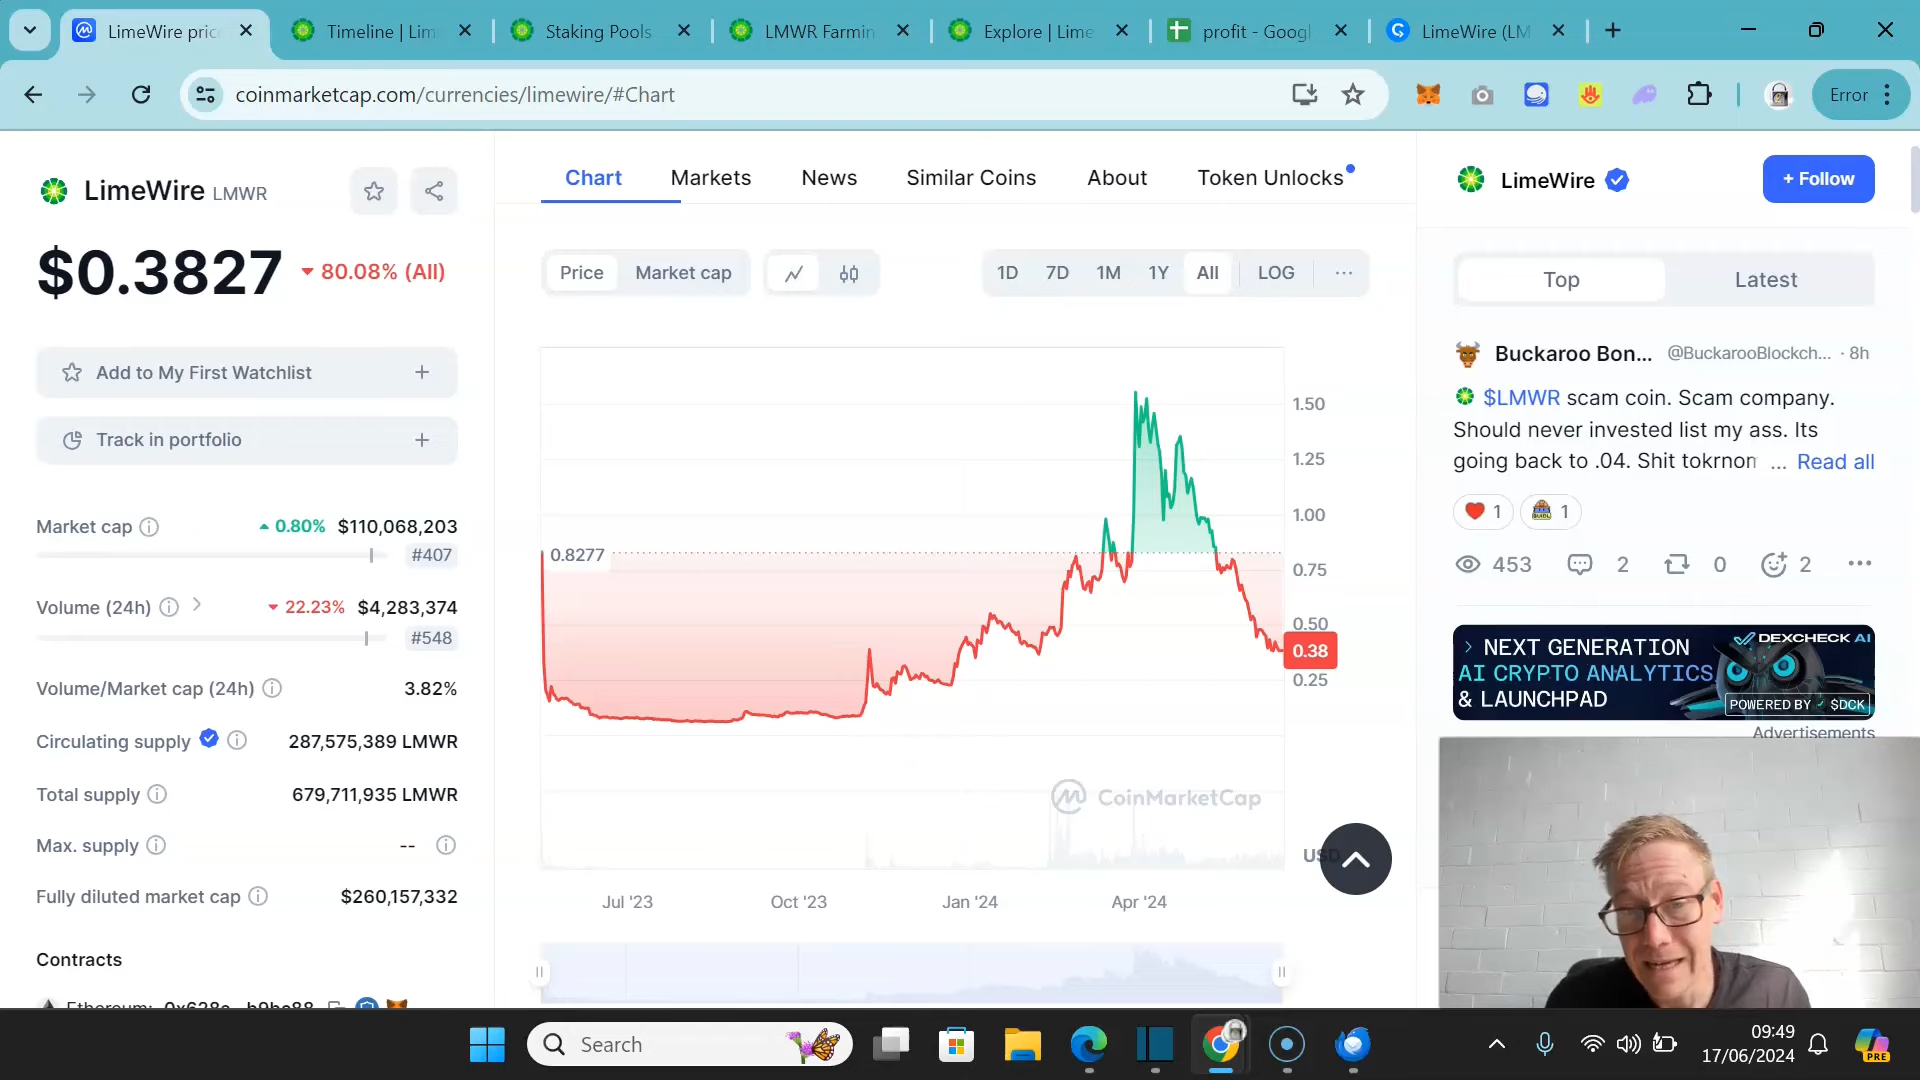 LimeWire pric
Timeline | Lim
Staking Pools
LMWR Farmin
Explore | Lime
profit - Googl
LimeWire (LM
coinmarketcap.com/currencies/limewire/#Chart
Error
LimeWire LMWR
$0.3827
80.08% (All)
Add to My First Watchlist
+
Track in portfolio
+
Market cap
0.80% $110,068,203
#407
Volume (24h)
22.23% $4,283,374
#548
Volume/Market cap (24h)
3.82%
Circulating supply
287,575,389 LMWR
Total supply
679,711,935 LMWR
Max. supply
--
Fully diluted market cap
$260,157,332
Contracts
Ethereum:
Chart
Markets
News
Similar Coins
About
Token Unlocks
Price
Market cap
1D
7D
1M
1Y
All
LOG
...
1.50
1.25
1.00
0.8277
0.75
0.50
0.38
0.25
CoinMarketCap
USD
Jul '23
Oct '23
Jan '24
Apr '24
LimeWire
+ Follow
Top
Latest
Buckaroo Bon... @BuckarooBlockch... · 8h
$LMWR scam coin. Scam company.
Should never invested list my ass. Its
going back to .04. Shit tokrnom ... Read all
1
1
453
2
0
2
DEXCHECK AI
> NEXT GENERATION
AI CRYPTO ANALYTICS
& LAUNCHPAD
POWERED BY $DCK
Advertisements
Search
09:49
17/06/2024
PRE